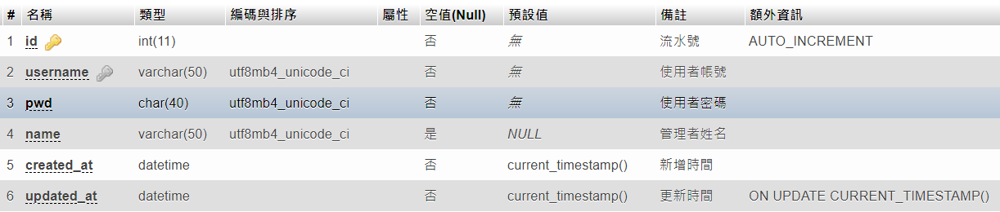 # 名稱 類型 編碼與排序 屬性 空值(Null) 預設值 備註 額外資訊
1 id int(11) 否 無 流水號 AUTO_INCREMENT
2 username varchar(50) utf8mb4_unicode_ci 否 無 使用者帳號
3 pwd char(40) utf8mb4_unicode_ci 否 無 使用者密碼
4 name varchar(50) utf8mb4_unicode_ci 是 NULL 管理者姓名
5 created_at datetime 否 current_timestamp() 新增時間
6 updated_at datetime 否 current_timestamp() 更新時間 ON UPDATE CURRENT_TIMESTAMP()